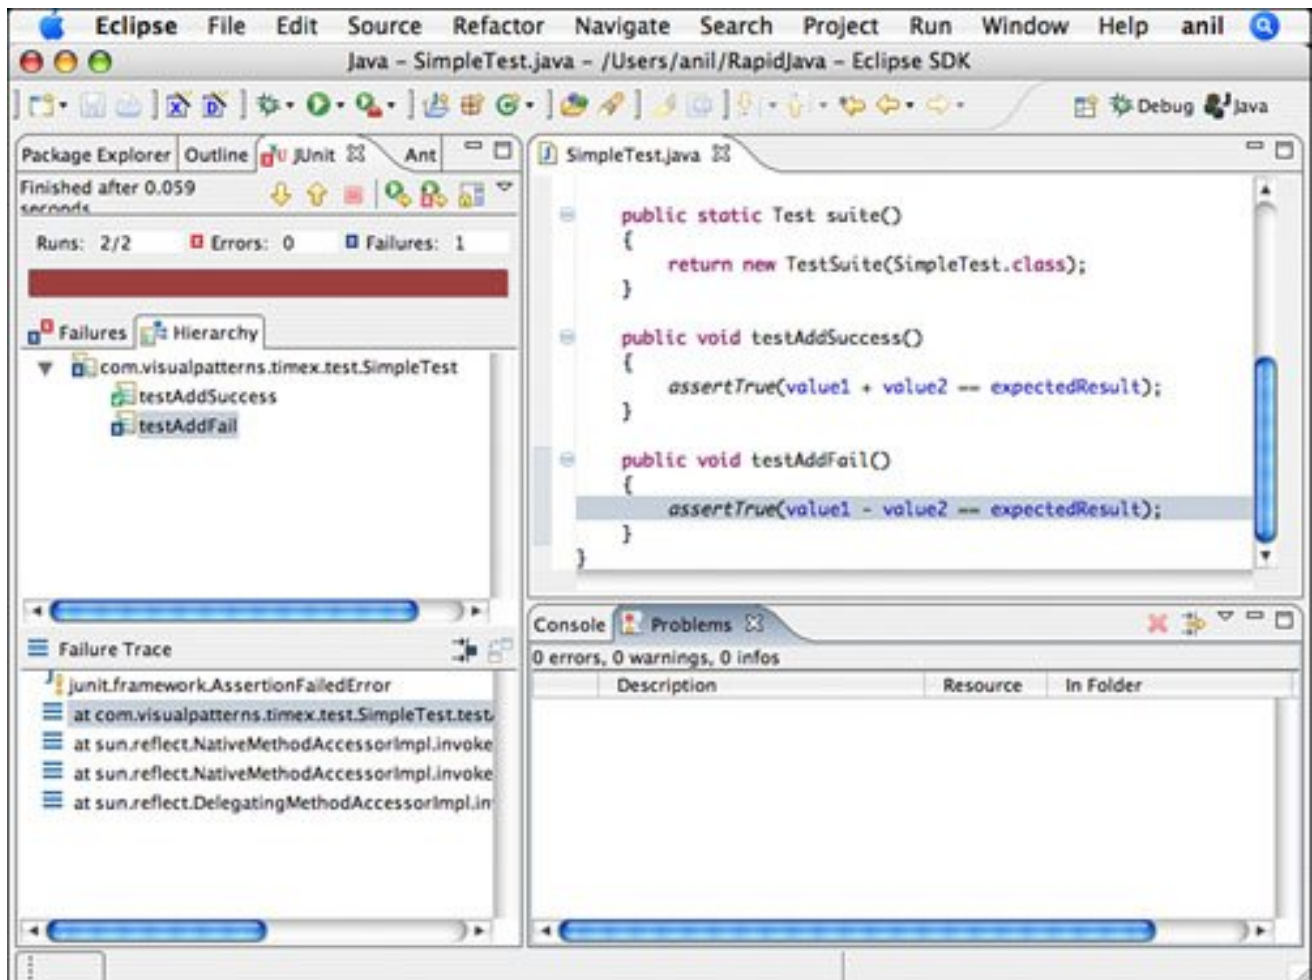 Eclipse File Edit Source Refactor Navigate Search Project Run Window Help anil
Java - SimpleTest.java - /Users/anil/RapidJava - Eclipse SDK
Debug Java
Package Explorer Outline JUnit Ant
Finished after 0.059
seconds
Runs: 2/2 Errors: 0 Failures: 1
Failures Hierarchy
com.visualpatterns.timex.test.SimpleTest
testAddSuccess
testAddFail
Failure Trace
junit.framework.AssertionFailedError
at com.visualpatterns.timex.test.SimpleTest.test
at sun.reflect.NativeMethodAccessorImpl.invoke
at sun.reflect.NativeMethodAccessorImpl.invoke
at sun.reflect.DelegatingMethodAccessorImpl.in
SimpleTest.java
public static Test suite()
{
return new TestSuite(SimpleTest.class);
}
public void testAddSuccess()
{
assertTrue(value1 + value2 == expectedResult);
}
public void testAddFail()
{
assertTrue(value1 - value2 == expectedResult);
}
}
Console Problems
0 errors, 0 warnings, 0 infos
Description Resource In Folder